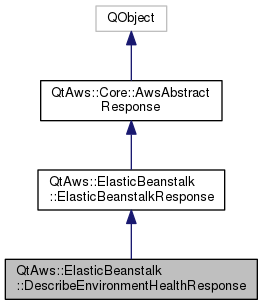 QObject
QtAws::Core::AwsAbstract
Response
QtAws::ElasticBeanstalk
::ElasticBeanstalkResponse
QtAws::ElasticBeanstalk
::DescribeEnvironmentHealthResponse